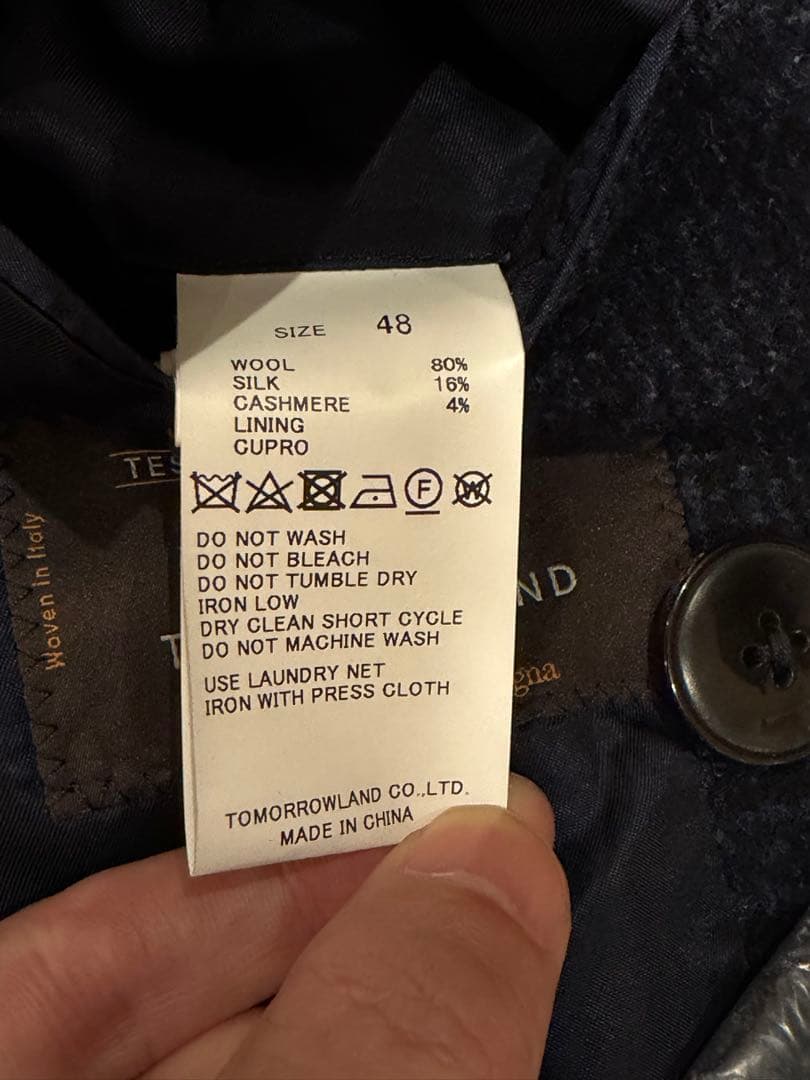 SIZE 48
WOOL 80%
SILK 16%
CASHMERE 4%
LINING
CUPRO
F W
DO NOT WASH
DO NOT BLEACH
DO NOT TUMBLE DRY
IRON LOW
DRY CLEAN SHORT CYCLE
DO NOT MACHINE WASH
USE LAUNDRY NET
IRON WITH PRESS CLOTH
TOMORROWLAND CO.,LTD.
MADE IN CHINA
Woven in Italy